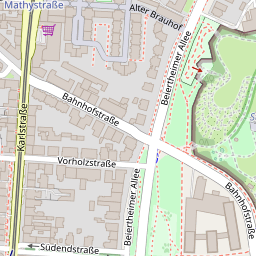 Mathystraße
Alter Brauhof
Beiertheimer Allee
Bahnhofstraße
Karlstraße
Vorholzstraße
Beiertheimer Allee
Bahnhofstraße
Südendstraße